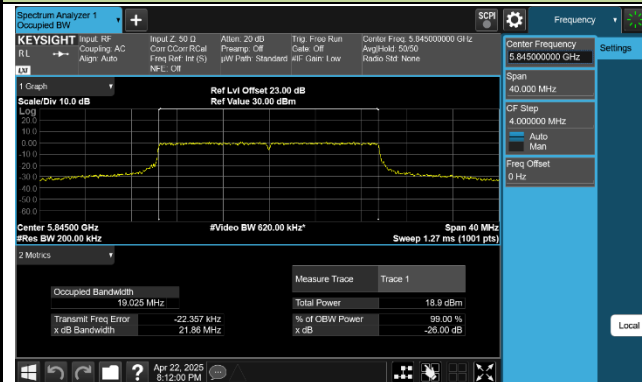 Spectrum Analyzer 1
Occupied BW
SCPI
Frequency
KEYSIGHT
RL
LXI
Input: RF
Coupling: AC
Align: Auto
Input Z: 50 Ω
Corr CCorr RCal
Freq Ref: Int (S)
NFE: Off
Atten: 20 dB
Preamp: Off
µW Path: Standard
Trig: Free Run
Gate: Off
#IF Gain: Low
Center Freq: 5.845000000 GHz
Avg|Hold: 50/50
Radio Std: None
Center Frequency
5.845000000 GHz
Settings
Span
40.000 MHz
CF Step
4.000000 MHz
Auto
Man
Freq Offset
0 Hz
Local
1 Graph
Scale/Div 10.0 dB
Ref Lvl Offset 23.00 dB
Ref Value 30.00 dBm
Log
20.0
10.0
0.00
-10.0
-20.0
-30.0
-40.0
-50.0
-60.0
Center 5.84500 GHz
#Video BW 620.00 kHz*
Span 40 MHz
#Res BW 200.00 kHz
Sweep 1.27 ms (1001 pts)
2 Metrics
Measure Trace
Trace 1
Occupied Bandwidth
19.025 MHz
Total Power
18.9 dBm
Transmit Freq Error
-22.357 kHz
% of OBW Power
99.00 %
x dB Bandwidth
21.86 MHz
x dB
-26.00 dB
Apr 22, 2025
8:12:00 PM